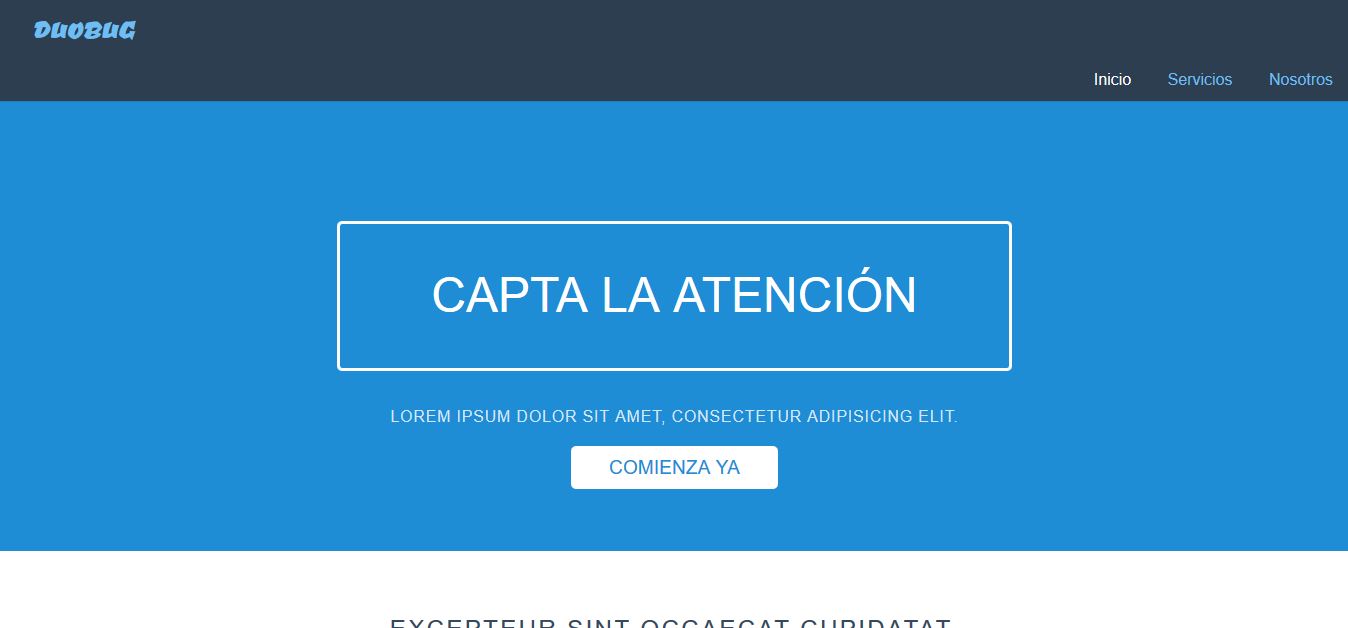 DUOBUG
Inicio Servicios Nosotros
CAPTA LA ATENCIÓN
LOREM IPSUM DOLOR SIT AMET, CONSECTETUR ADIPISICING ELIT.
COMIENZA YA
EXCEPTEUR SINT OCCAECAT CUPIDATAT